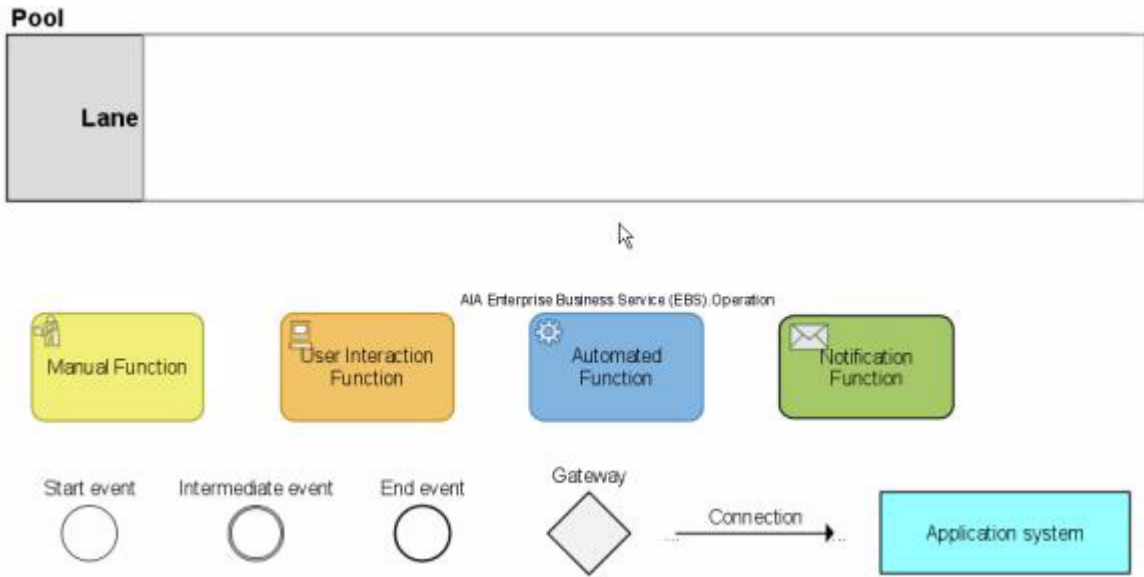 Pool
Lane
AIA Enterprise Business Service (EBS) Operation
Manual Function
User Interaction
Function
Automated
Function
Notification
Function
Start event
Intermediate event
End event
Gateway
... Connection ...
Application system